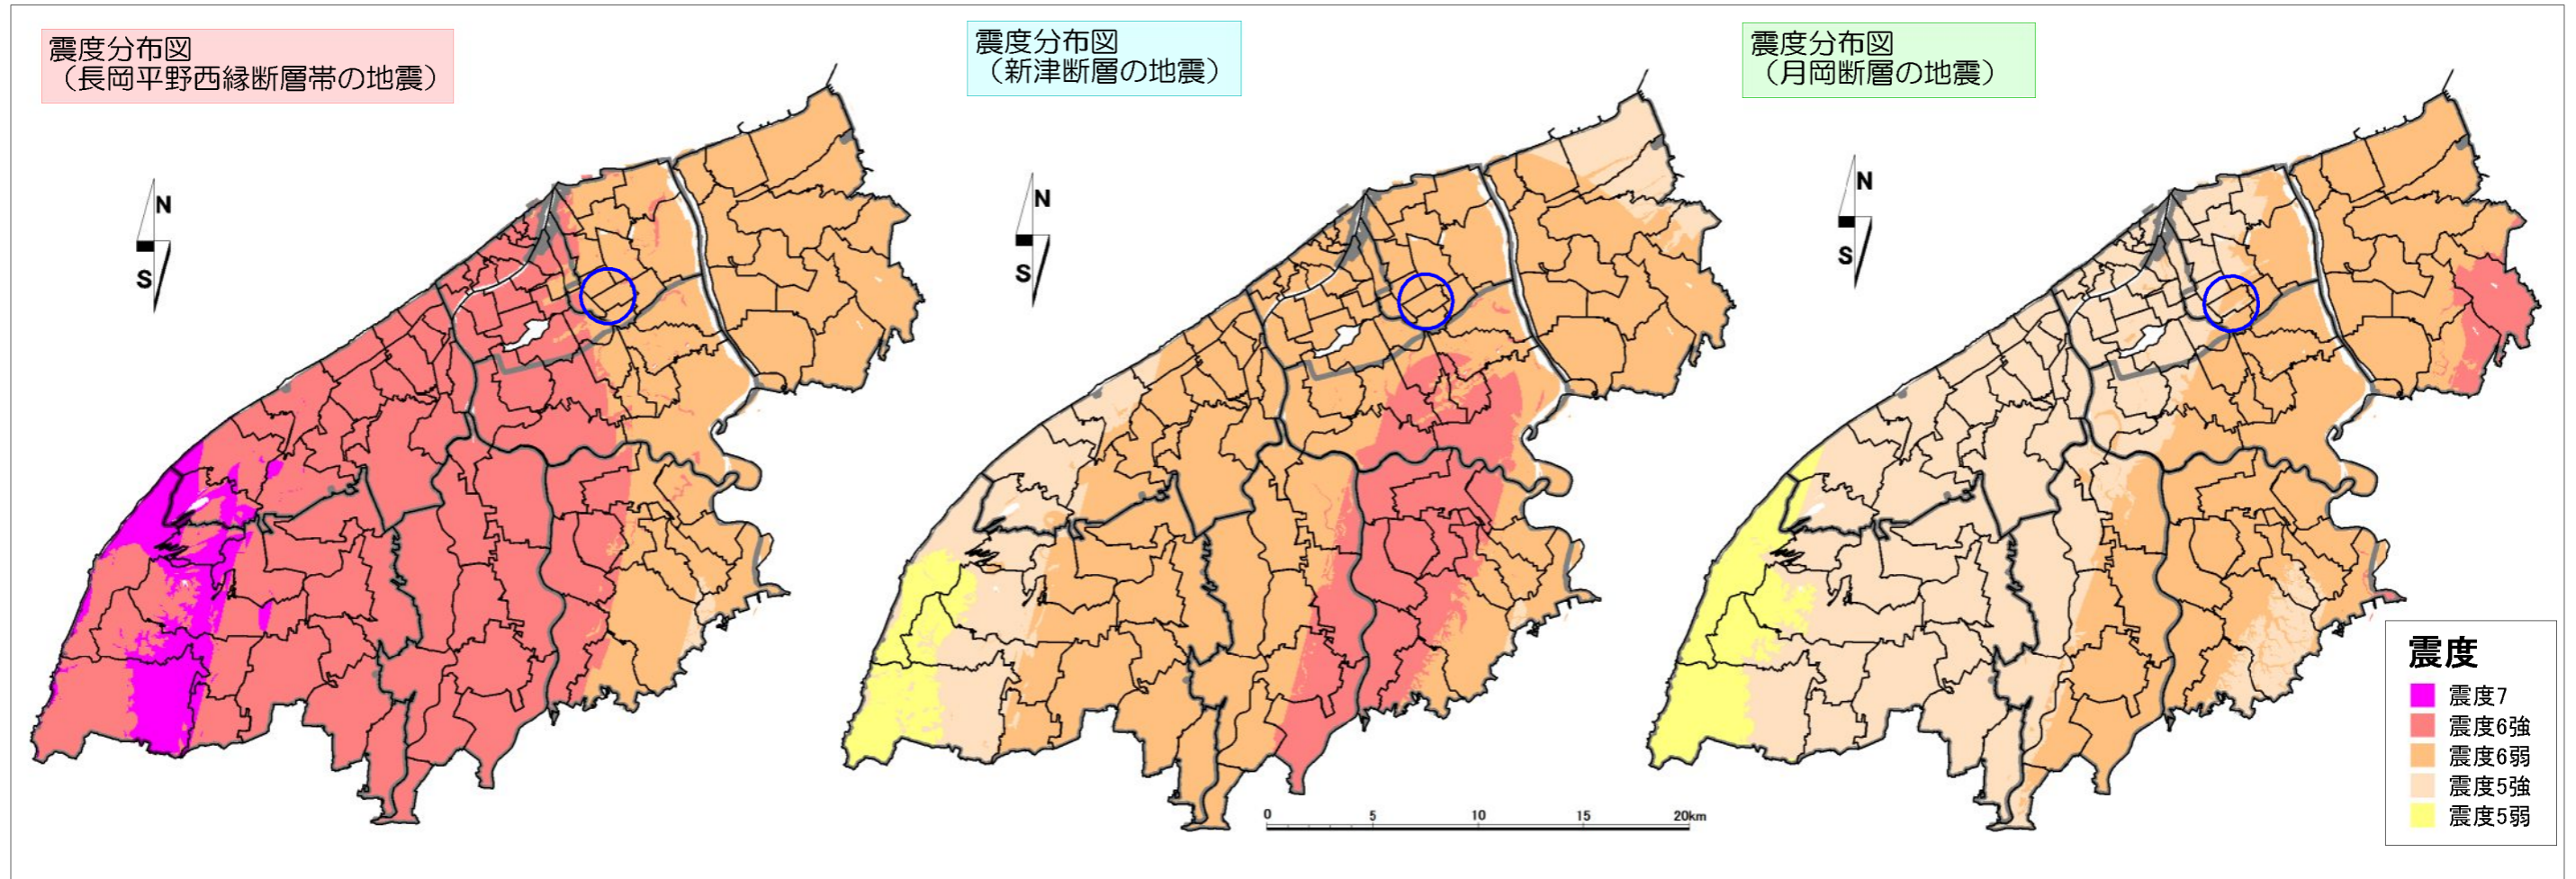 震度分布図
（長岡平野西縁断層帯の地震）
震度分布図
（新津断層の地震）
震度分布図
（月岡断層の地震）
N
S
N
S
N
S
0 5 10 15 20km
震度
震度7
震度6強
震度6弱
震度5強
震度5弱